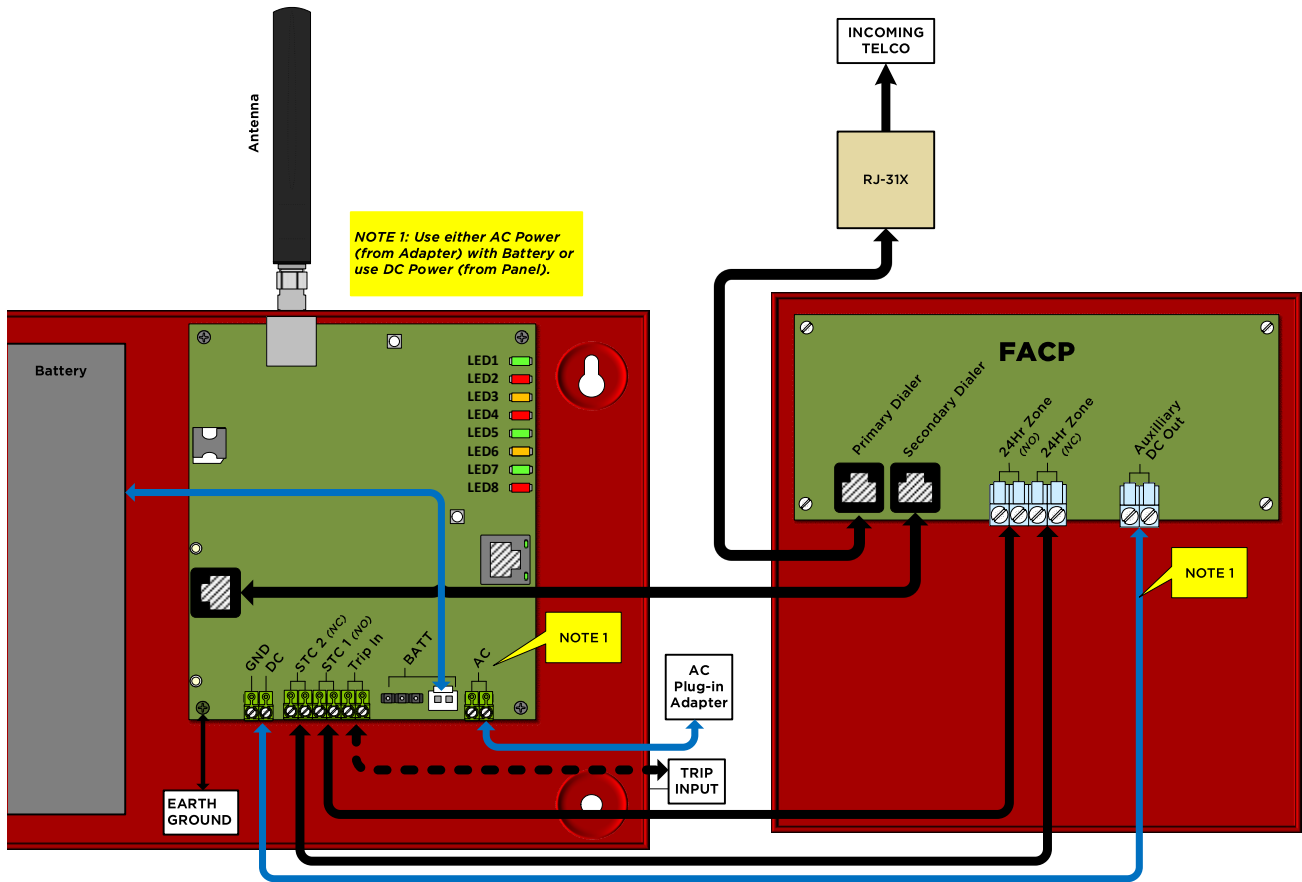 INCOMING
TELCO
Antenna
RJ-31X
NOTE 1: Use either AC Power
(from Adapter) with Battery or
use DC Power (from Panel).
Battery
LED1
LED2
LED3
LED4
LED5
LED6
LED7
LED8
FACP
Primary Dialer
Secondary Dialer
24Hr Zone
(NO)
24Hr Zone
(NC)
Auxilliary
DC Out
NOTE 1
GND
DC
STC 2 (NC)
STC 1 (NO)
Trip In
BATT
AC
NOTE 1
AC
Plug-in
Adapter
TRIP
INPUT
EARTH
GROUND